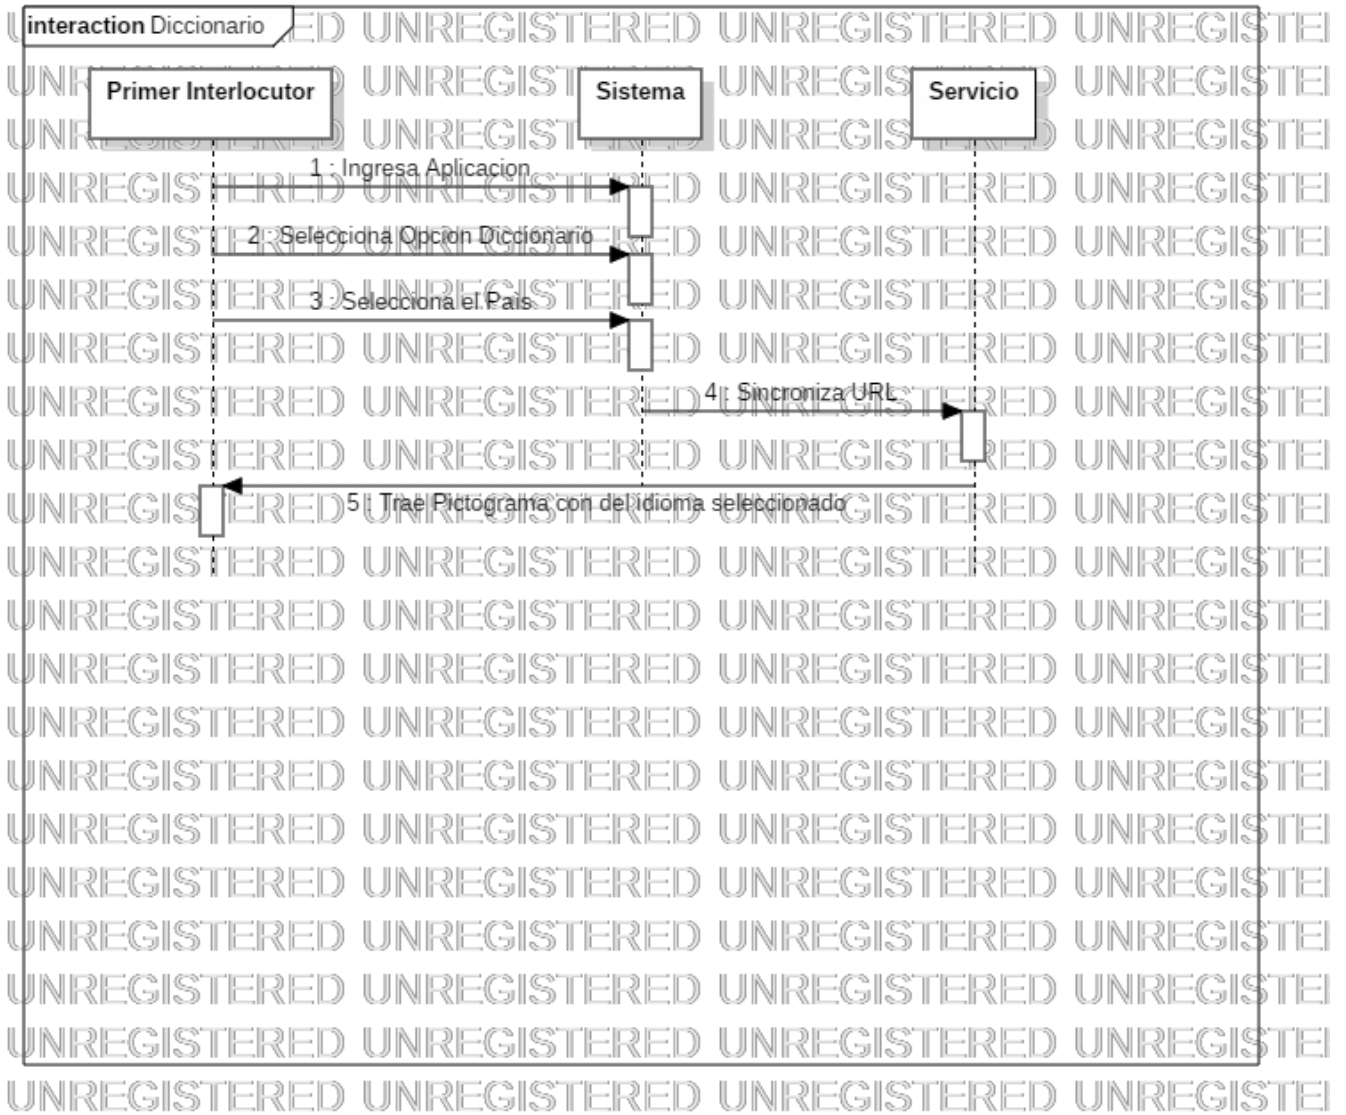 interaction Diccionario
Primer Interlocutor
Sistema
Servicio
1 : Ingresa Aplicacion
2 : Selecciona Opcion Diccionario
3 : Selecciona el Pais
4 : Sincroniza URL
5 : Trae Pictograma con del idioma seleccionado
UNREGISTERED UNREGISTERED UNREGISTERED UNREGISTE